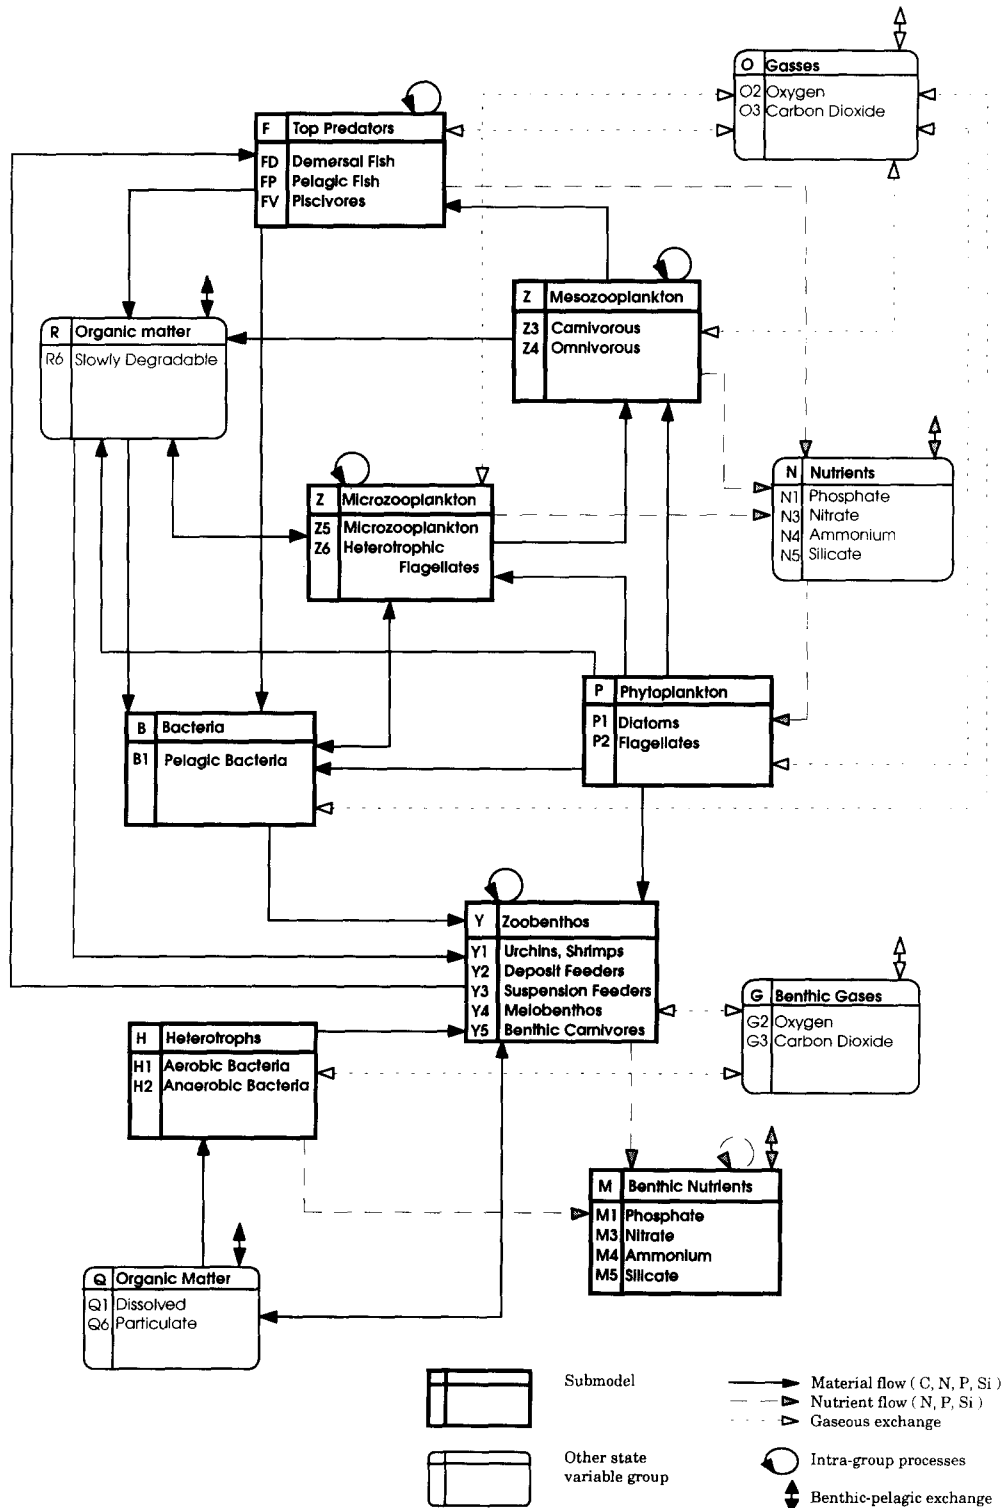 O Gasses
O2 Oxygen
O3 Carbon Dioxide
F Top Predators
FD Demersal Fish
FP Pelagic Fish
FV Piscivores
Z Mesozooplankton
Z3 Carnivorous
Z4 Omnivorous
R Organic matter
R6 Slowly Degradable
N Nutrients
N1 Phosphate
N3 Nitrate
N4 Ammonium
N5 Silicate
Z Microzooplankton
Z5 Microzooplankton
Z6 Heterotrophic
Flagellates
P Phytoplankton
P1 Diatoms
P2 Flagellates
B Bacteria
B1 Pelagic Bacteria
Y Zoobenthos
Y1 Urchins, Shrimps
Y2 Deposit Feeders
Y3 Suspension Feeders
Y4 Meiobenthos
Y5 Benthic Carnivores
G Benthic Gases
G2 Oxygen
G3 Carbon Dioxide
H Heterotrophs
H1 Aerobic Bacteria
H2 Anaerobic Bacteria
M Benthic Nutrients
M1 Phosphate
M3 Nitrate
M4 Ammonium
M5 Silicate
Q Organic Matter
Q1 Dissolved
Q6 Particulate
Submodel
Other state
variable group
Material flow ( C, N, P, Si )
Nutrient flow ( N, P, Si )
Gaseous exchange
Intra-group processes
Benthic-pelagic exchange